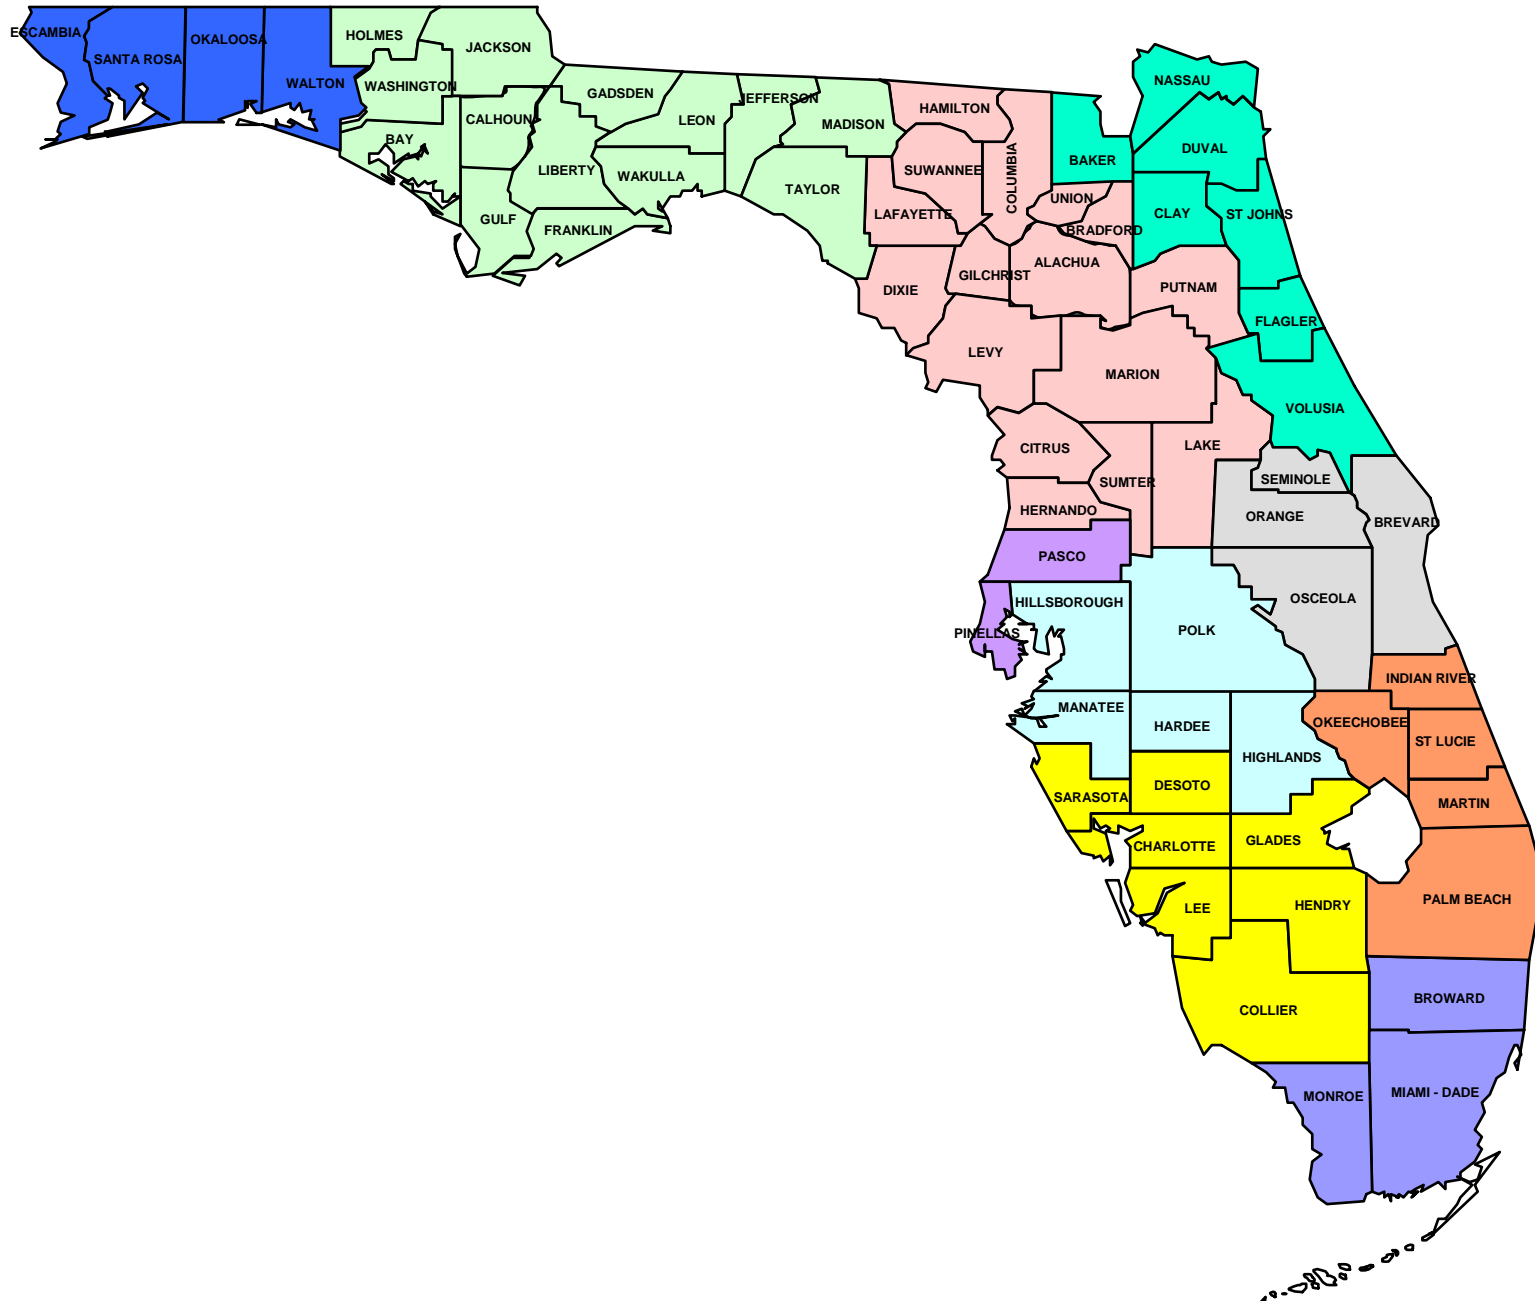 ESCAMBIA
SANTA ROSA
OKALOOSA
WALTON
HOLMES
JACKSON
WASHINGTON
BAY
CALHOUN
GULF
GADSDEN
LIBERTY
FRANKLIN
LEON
WAKULLA
JEFFERSON
MADISON
TAYLOR
HAMILTON
SUWANNEE
LAFAYETTE
COLUMBIA
BAKER
NASSAU
DUVAL
UNION
BRADFORD
CLAY
ST JOHNS
DIXIE
GILCHRIST
ALACHUA
PUTNAM
FLAGLER
LEVY
MARION
VOLUSIA
CITRUS
SUMTER
LAKE
SEMINOLE
HERNANDO
ORANGE
BREVARD
PASCO
HILLSBOROUGH
PINELLAS
POLK
OSCEOLA
INDIAN RIVER
MANATEE
HARDEE
HIGHLANDS
OKEECHOBEE
ST LUCIE
SARASOTA
DESOTO
MARTIN
CHARLOTTE
GLADES
LEE
HENDRY
PALM BEACH
COLLIER
BROWARD
MONROE
MIAMI - DADE